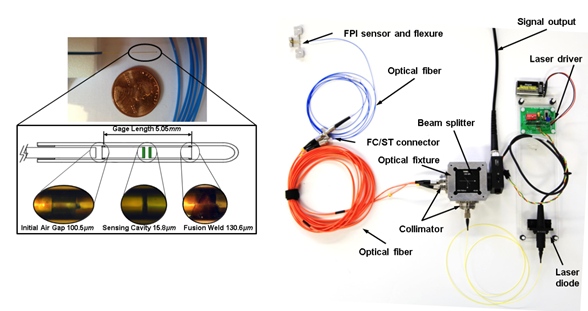 Gage Length 5.05mm
Initial Air Gap 100.5µm
Sensing Cavity 15.8µm
Fusion Weld 130.6µm
Signal output
FPI sensor and flexure
Laser driver
Optical fiber
Beam splitter
FC/ST connector
Optical fixture
Collimator
Optical fiber
Laser
diode